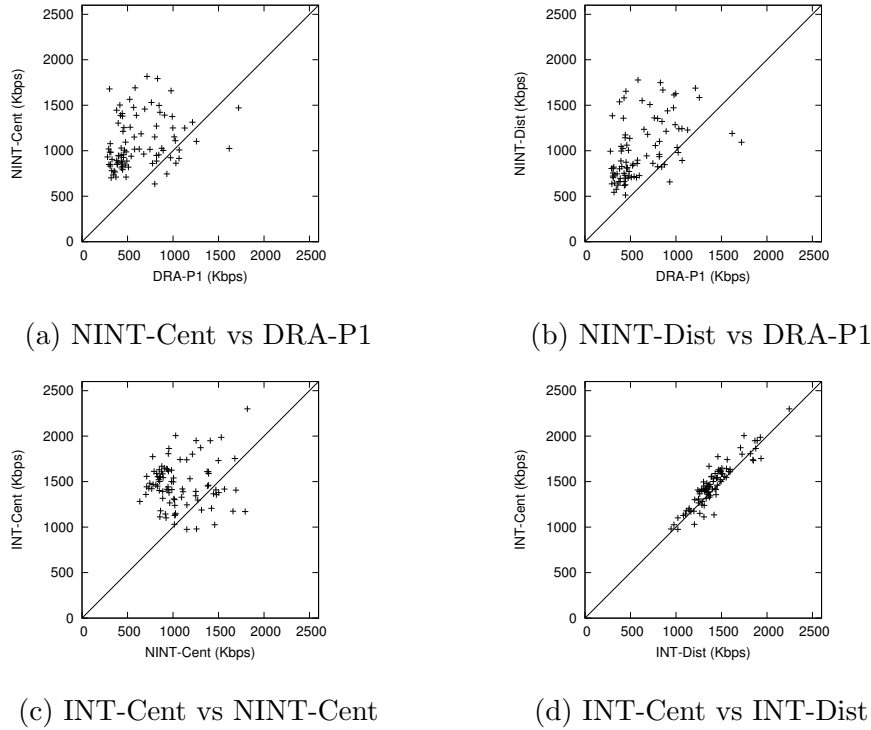 2500
2000
1500
1000
500
0
NINT-Cent (Kbps)
0 500 1000 1500 2000 2500
DRA-P1 (Kbps)
(a) NINT-Cent vs DRA-P1
2500
2000
1500
1000
500
0
NINT-Dist (Kbps)
0 500 1000 1500 2000 2500
DRA-P1 (Kbps)
(b) NINT-Dist vs DRA-P1
2500
2000
1500
1000
500
0
INT-Cent (Kbps)
0 500 1000 1500 2000 2500
NINT-Cent (Kbps)
(c) INT-Cent vs NINT-Cent
2500
2000
1500
1000
500
0
INT-Cent (Kbps)
0 500 1000 1500 2000 2500
INT-Dist (Kbps)
(d) INT-Cent vs INT-Dist